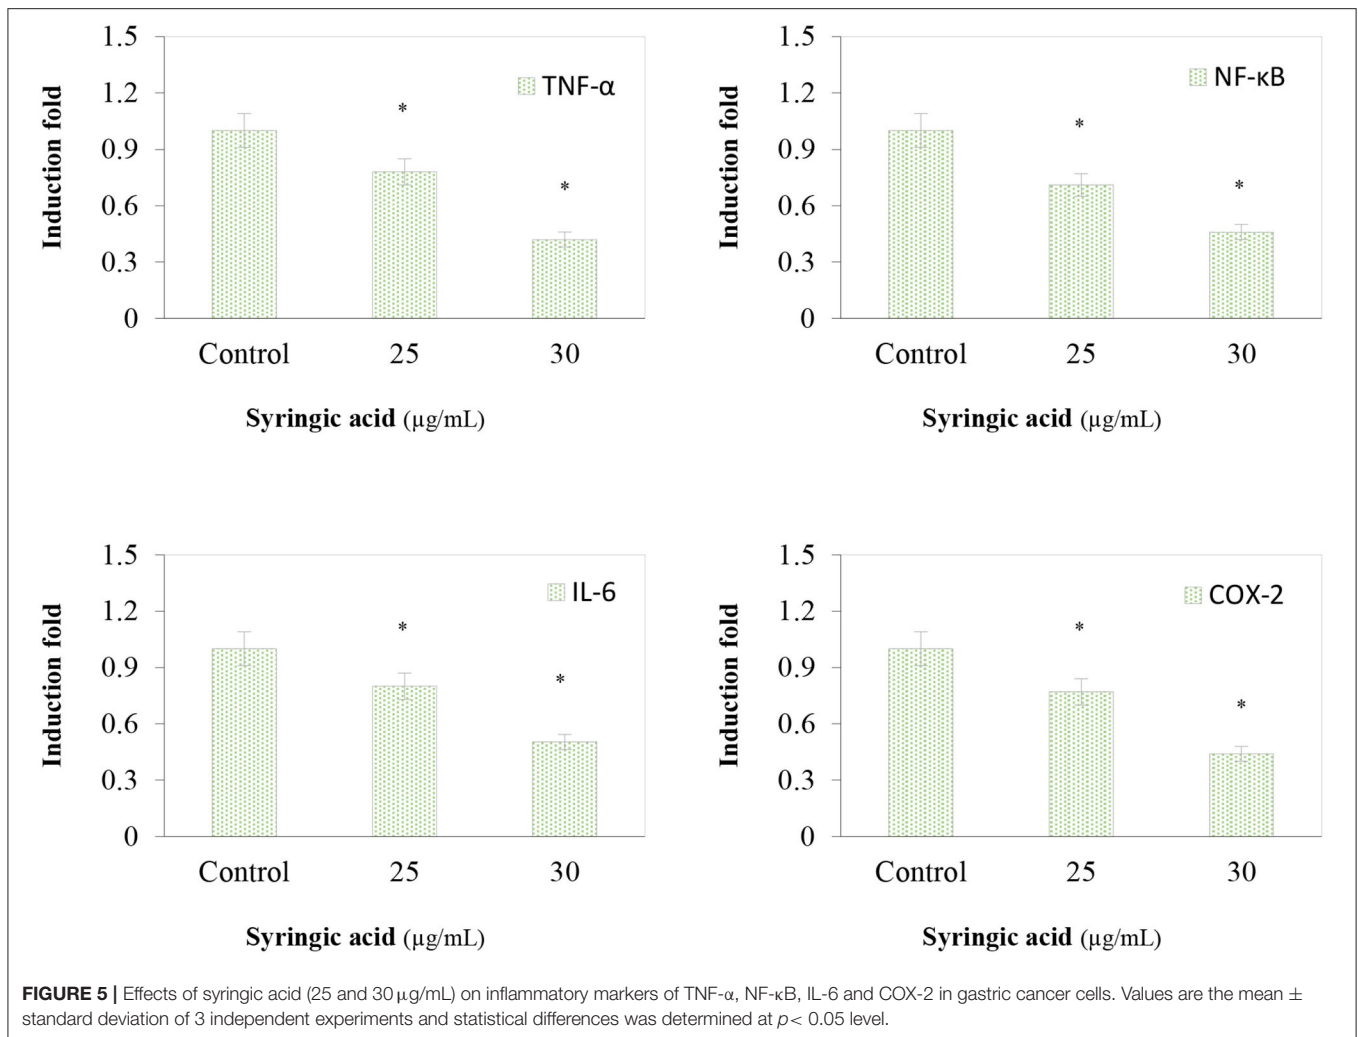 1.5
1.2
0.9
0.6
0.3
0
Induction fold
TNF-α
*
*
Control 25 30
Syringic acid (µg/mL)
1.5
1.2
0.9
0.6
0.3
0
Induction fold
NF-κB
*
*
Control 25 30
Syringic acid (µg/mL)
1.5
1.2
0.9
0.6
0.3
0
Induction fold
IL-6
*
*
Control 25 30
Syringic acid (µg/mL)
1.5
1.2
0.9
0.6
0.3
0
Induction fold
COX-2
*
*
Control 25 30
Syringic acid (µg/mL)
FIGURE 5 | Effects of syringic acid (25 and 30 µg/mL) on inflammatory markers of TNF-α, NF-κB, IL-6 and COX-2 in gastric cancer cells. Values are the mean ±
standard deviation of 3 independent experiments and statistical differences was determined at p< 0.05 level.